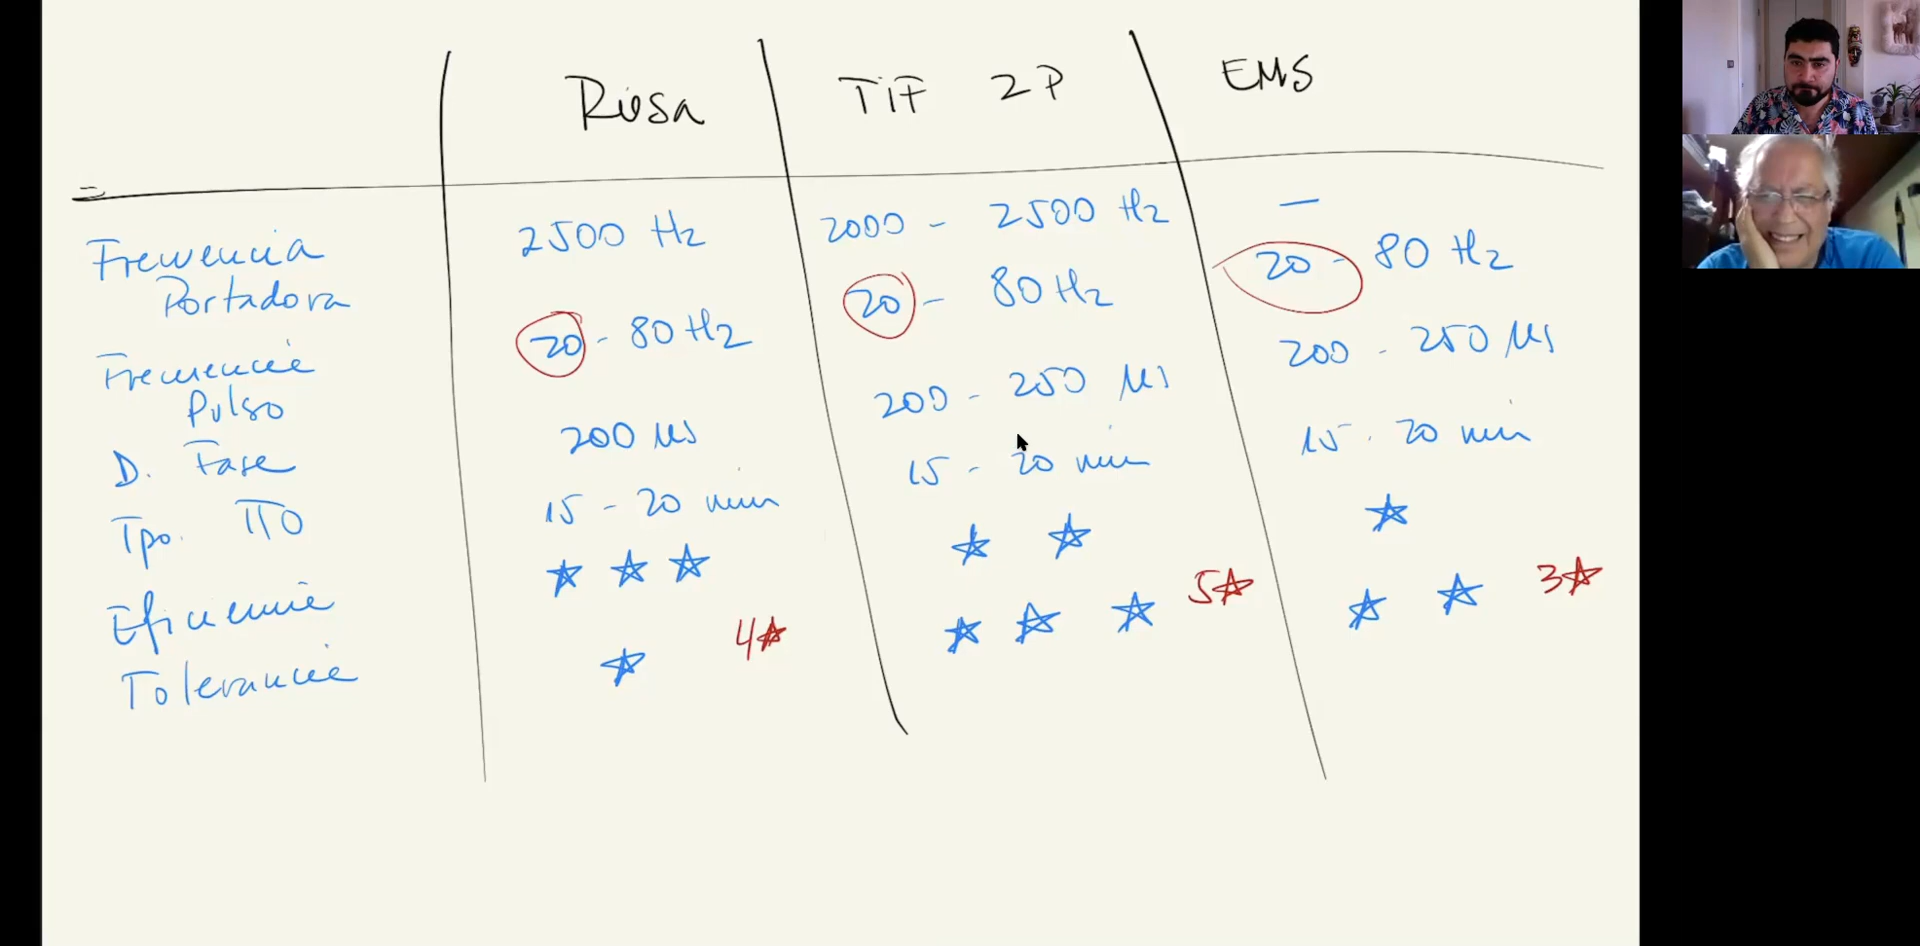 Rusa TIF 2P EMS
Frecuencia Portadora 2500 Hz 2000 - 2500 Hz —
Frecuencia Pulso 20 - 80 Hz 20 - 80 Hz 20 - 80 Hz
D. Fase 200 µs 200 - 250 µs 200 - 250 µs
Tpo. TTO 15 - 20 min 15 - 20 min 15 - 20 min
Eficiencia ☆ ☆ ☆ ☆ ☆ ☆
Tolerancia ☆ 4☆ ☆ ☆ ☆ 5☆ ☆ ☆ 3☆